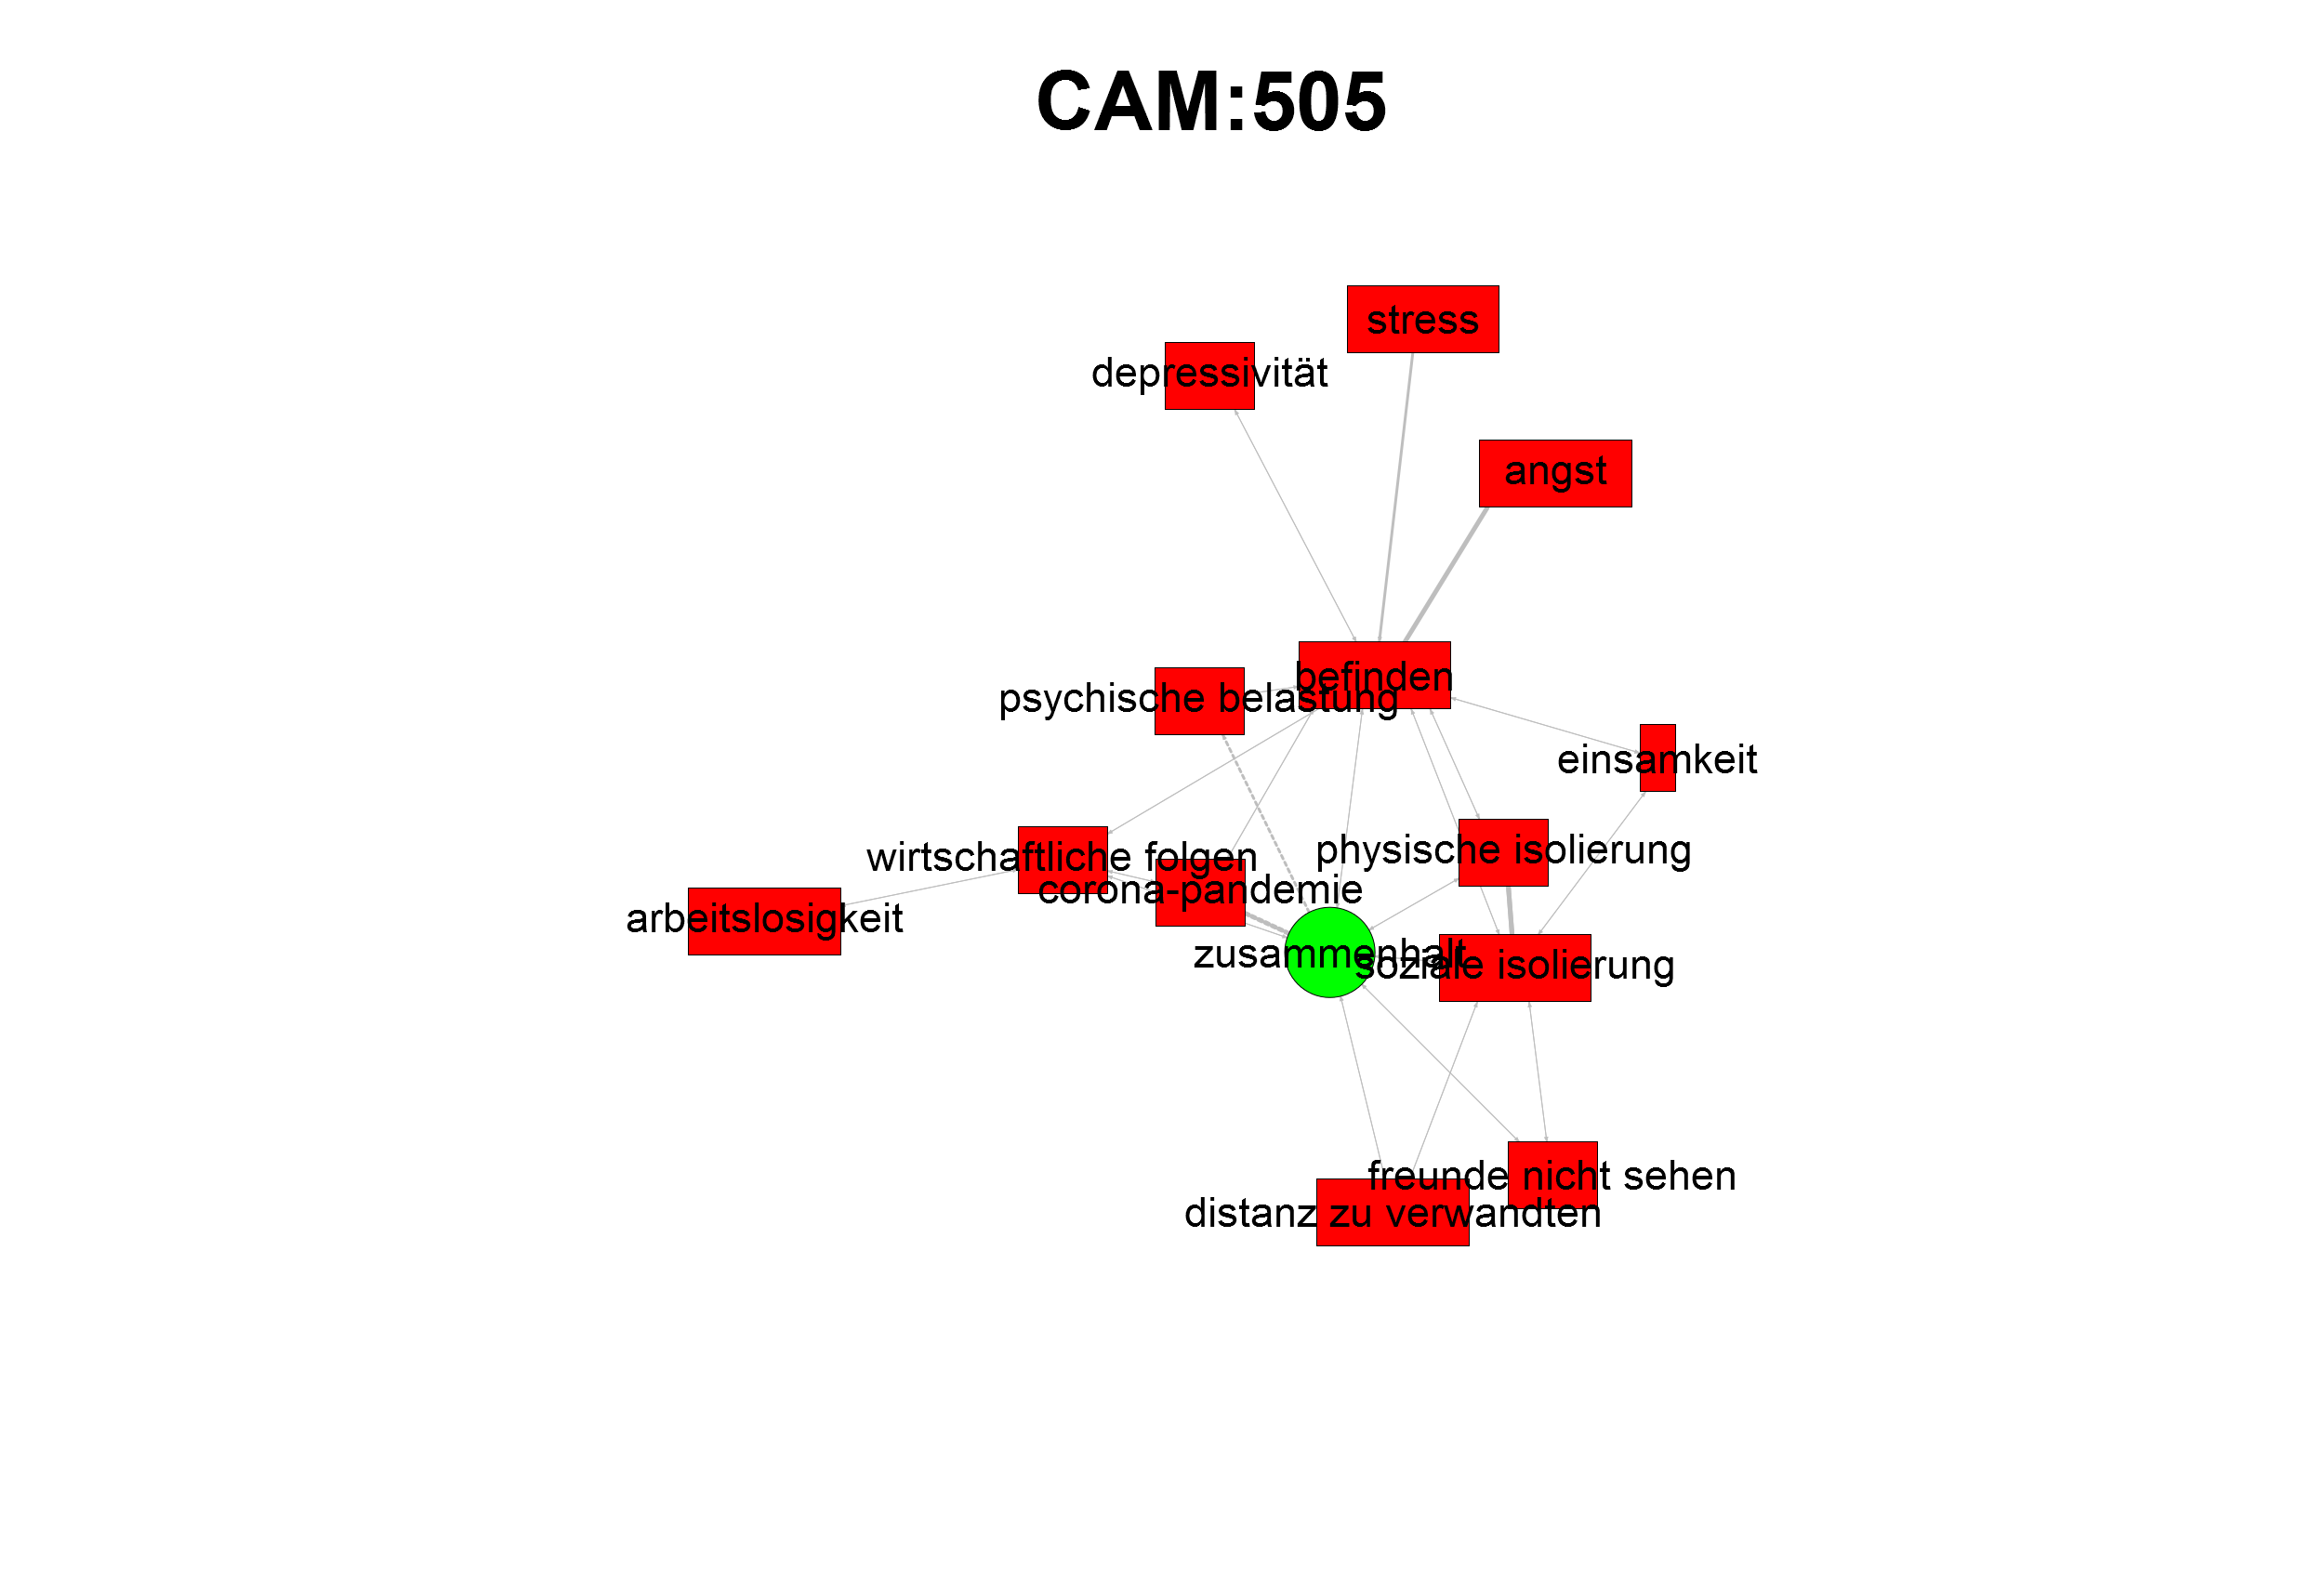 CAM:505
stress
depressivität
angst
befinden
psychische belastung
einsamkeit
physische isolierung
wirtschaftliche folgen
corona-pandemie
arbeitslosigkeit
zusammenhalt
soziale isolierung
freunde nicht sehen
distanz zu verwandten